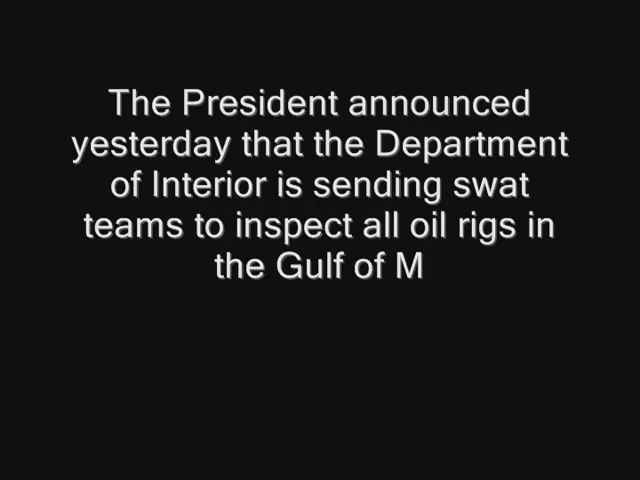 The President announced
yesterday that the Department
of Interior is sending swat
teams to inspect all oil rigs in
the Gulf of M